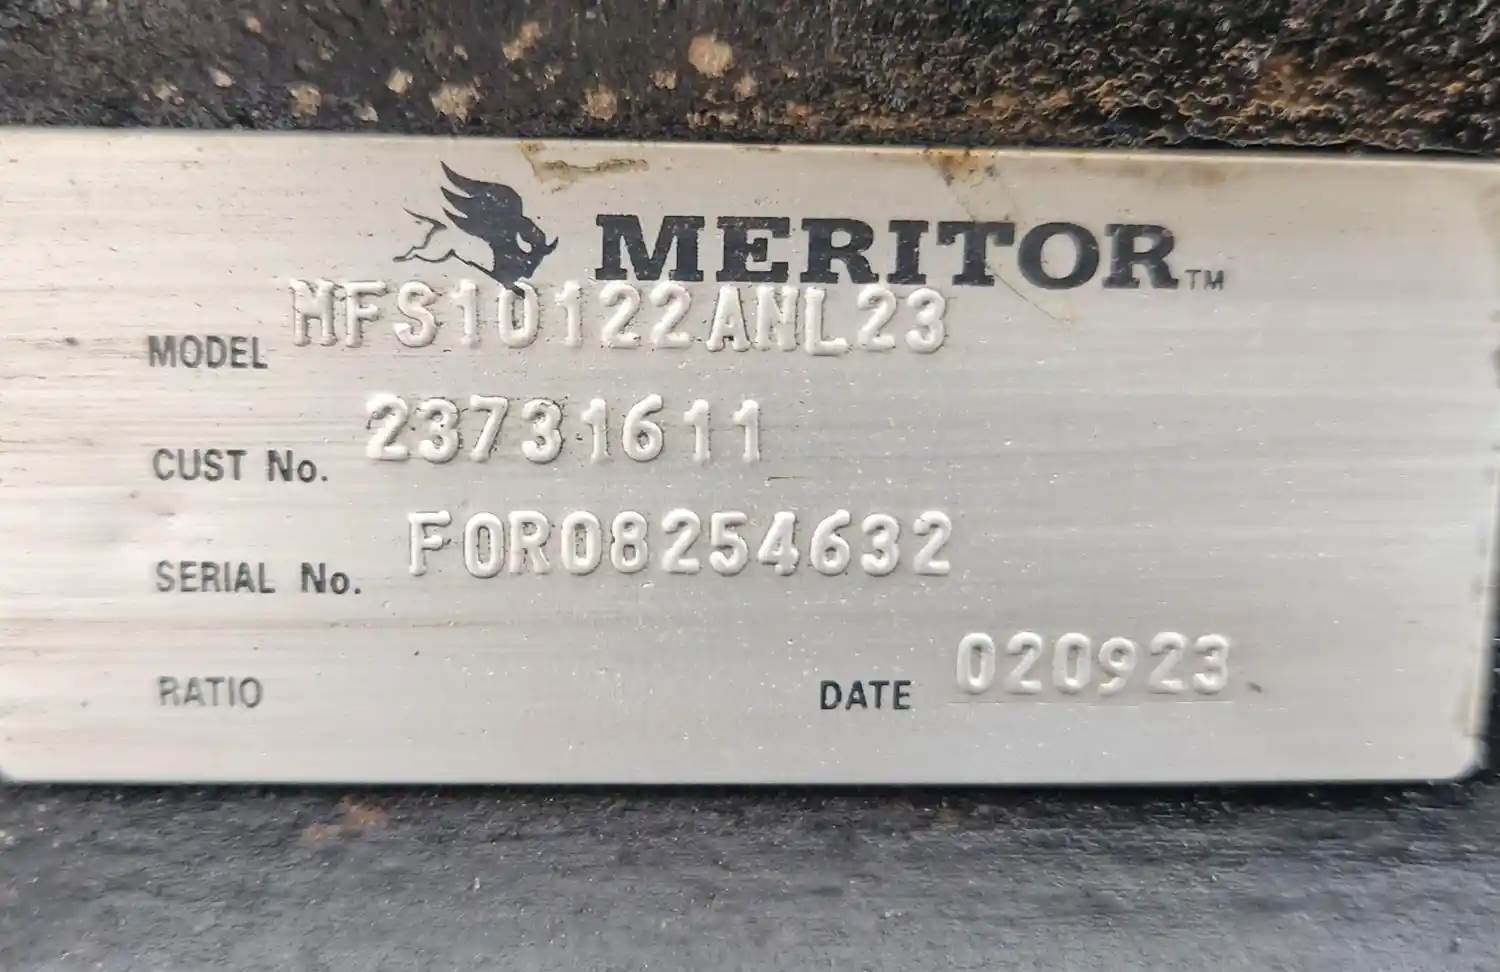 MERITOR™
MODEL MFS10122ANL23
CUST No. 23731611
SERIAL No. F0R08254632
RATIO DATE 020923